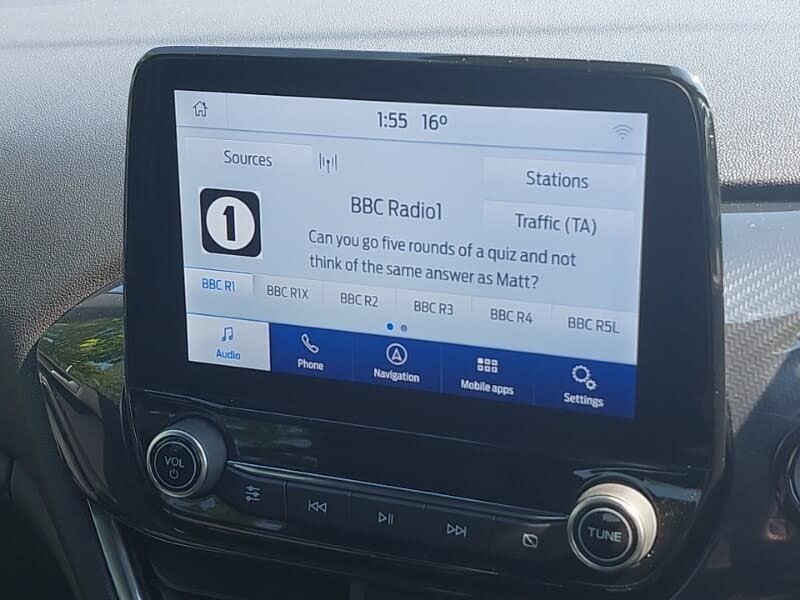 1:55 16°
Sources
Stations
1
BBC Radio1
Traffic (TA)
Can you go five rounds of a quiz and not
think of the same answer as Matt?
BBC R1 BBC R1X BBC R2 BBC R3 BBC R4 BBC R5L
Audio Phone Navigation Mobile apps Settings
VOL
TUNE